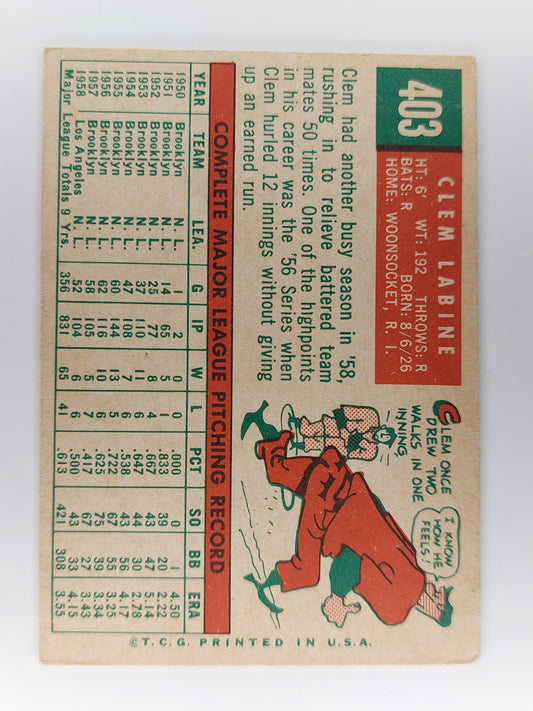 403
CLEM LABINE
HT: 6' WT: 192 THROWS: R
BATS: R BORN: 8/6/26
HOME: WOONSOCKET, R. I.
Clem had another busy season in '58,
rushing in to relieve battered team
mates 50 times. One of the highpoints
in his career was the '56 Series when
Clem hurled 12 innings without giving
up an earned run.
CLEM ONCE
DREW TWO
WALKS IN ONE
INNING
I KNOW
HOW HE
FEELS!
COMPLETE MAJOR LEAGUE PITCHING RECORD
YEAR TEAM LEA. G IP W L PCT SO BB ERA
1950 Brooklyn N. L. 1 2 0 0 .000 0 1 4.50
1951 Brooklyn N. L. 14 65 5 1 .833 39 20 2.22
1952 Brooklyn N. L. 25 77 8 4 .667 43 47 5.14
1953 Brooklyn N. L. 37 110 11 6 .647 44 30 2.78
1954 Brooklyn N. L. 47 108 7 6 .538 43 56 4.17
1955 Brooklyn N. L. 60 144 13 5 .722 67 55 3.25
1956 Brooklyn N. L. 62 116 10 6 .625 75 39 3.34
1957 Brooklyn N. L. 58 105 5 7 .417 67 27 3.43
1958 Los Angeles N. L. 52 104 6 6 .500 43 33 4.15
Major League Totals 9 Yrs. 356 831 65 41 .613 421 308 3.55
©T.C.G. PRINTED IN U.S.A.